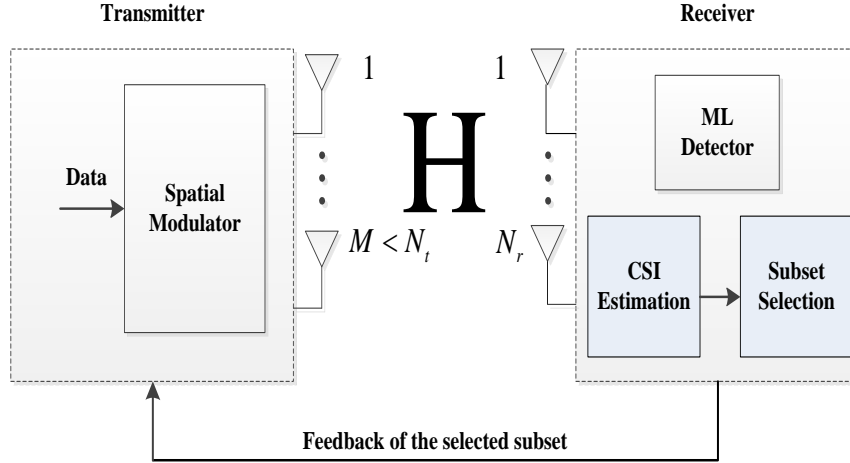 Transmitter
Receiver
1
1
H
ML
Detector
Data
Spatial
Modulator
M < N_t
N_r
CSI
Estimation
Subset
Selection
Feedback of the selected subset